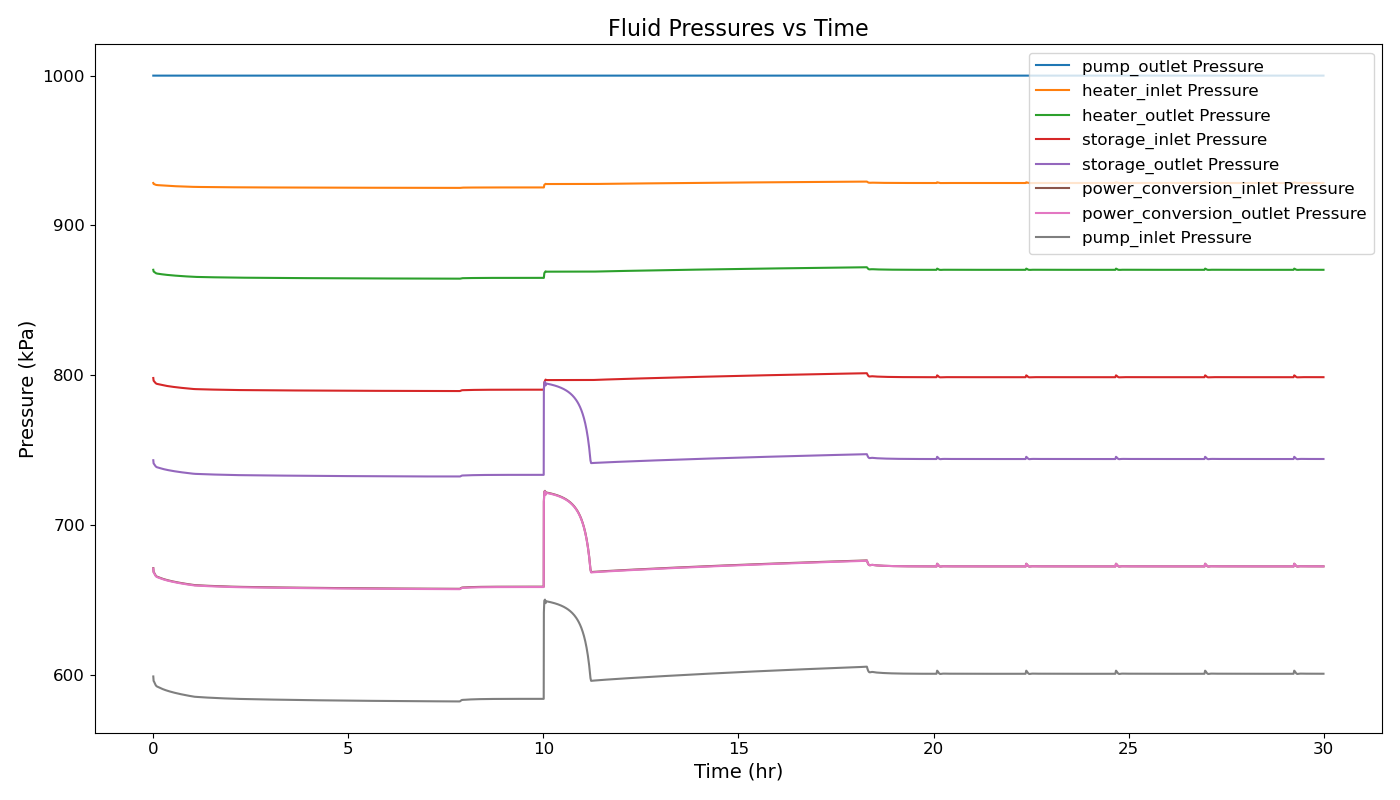 Fluid Pressures vs Time
pump_outlet Pressure
heater_inlet Pressure
heater_outlet Pressure
storage_inlet Pressure
storage_outlet Pressure
power_conversion_inlet Pressure
power_conversion_outlet Pressure
pump_inlet Pressure
Pressure (kPa)
1000
900
800
700
600
0 5 10 15 20 25 30
Time (hr)